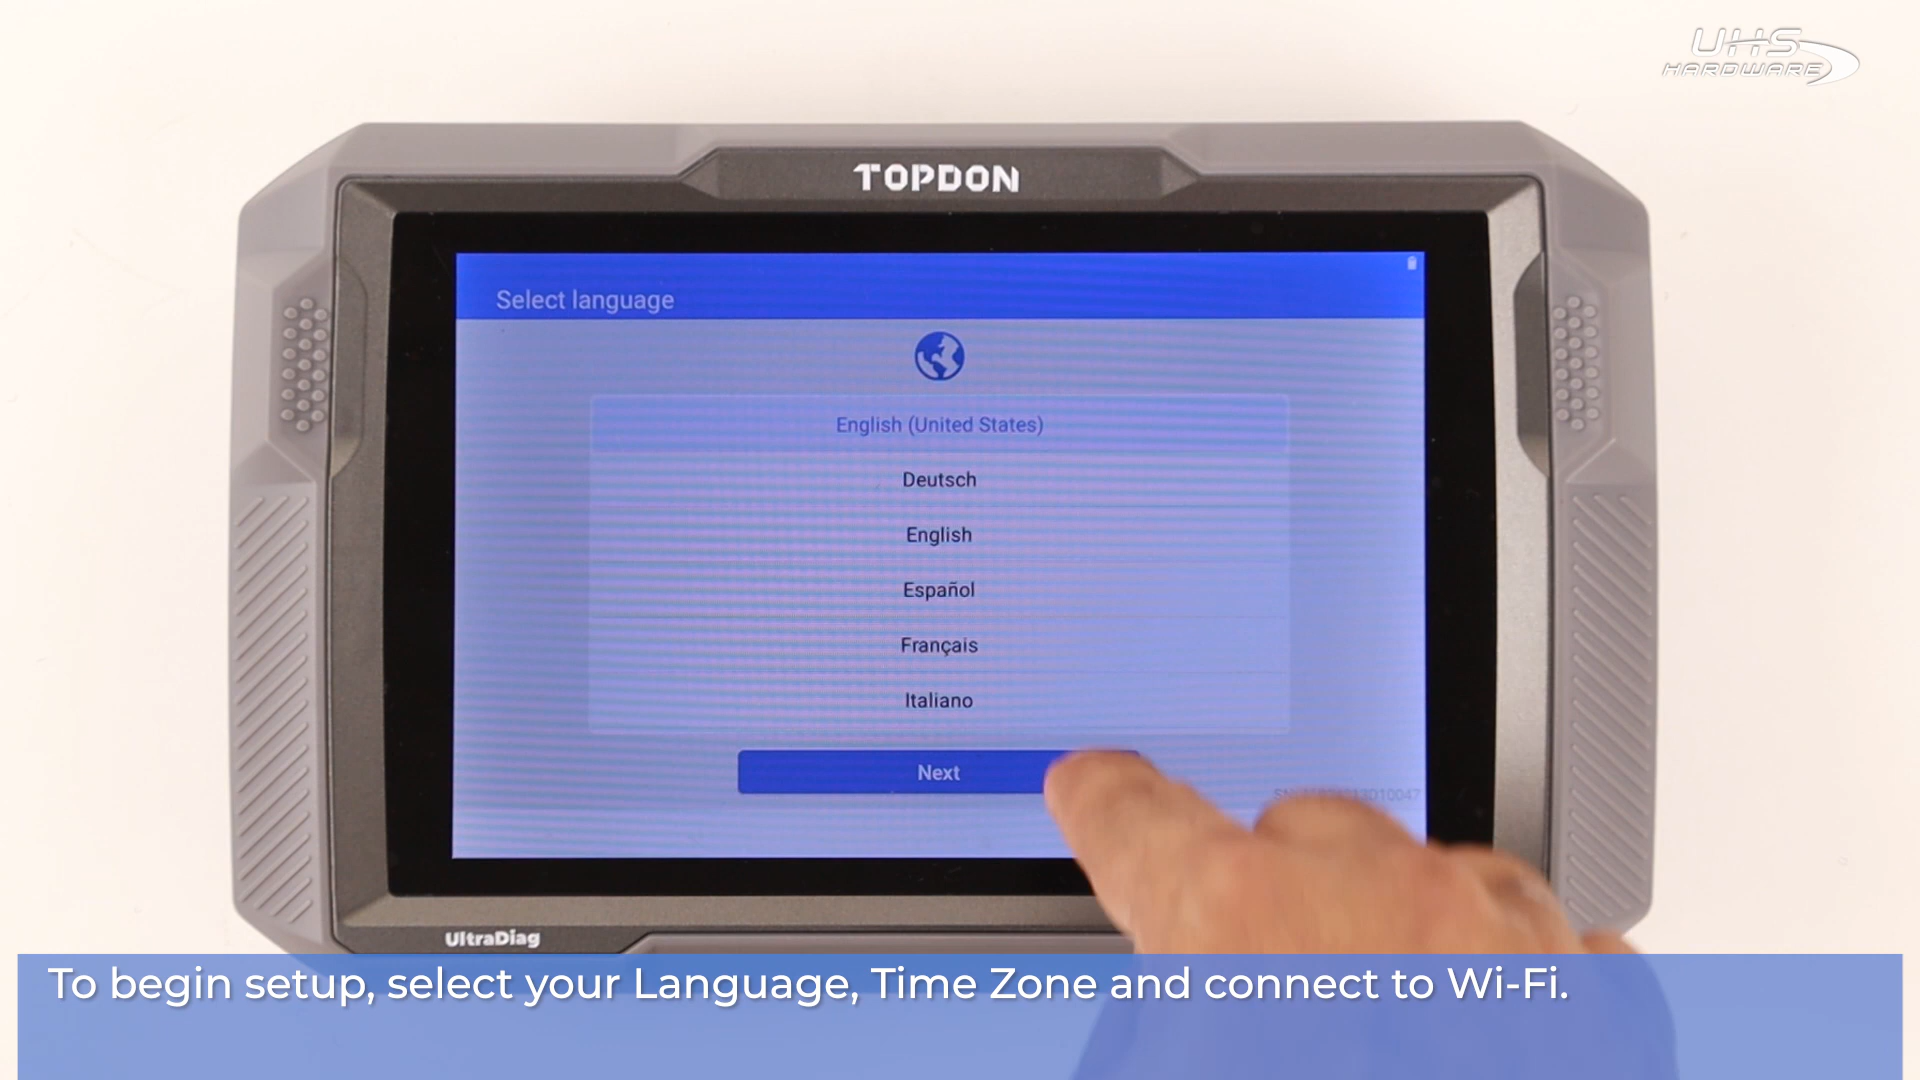 UHS
HARDWARE
TOPDON
Select language
English (United States)
Deutsch
English
Español
Français
Italiano
Next
UltraDiag
To begin setup, select your Language, Time Zone and connect to Wi-Fi.